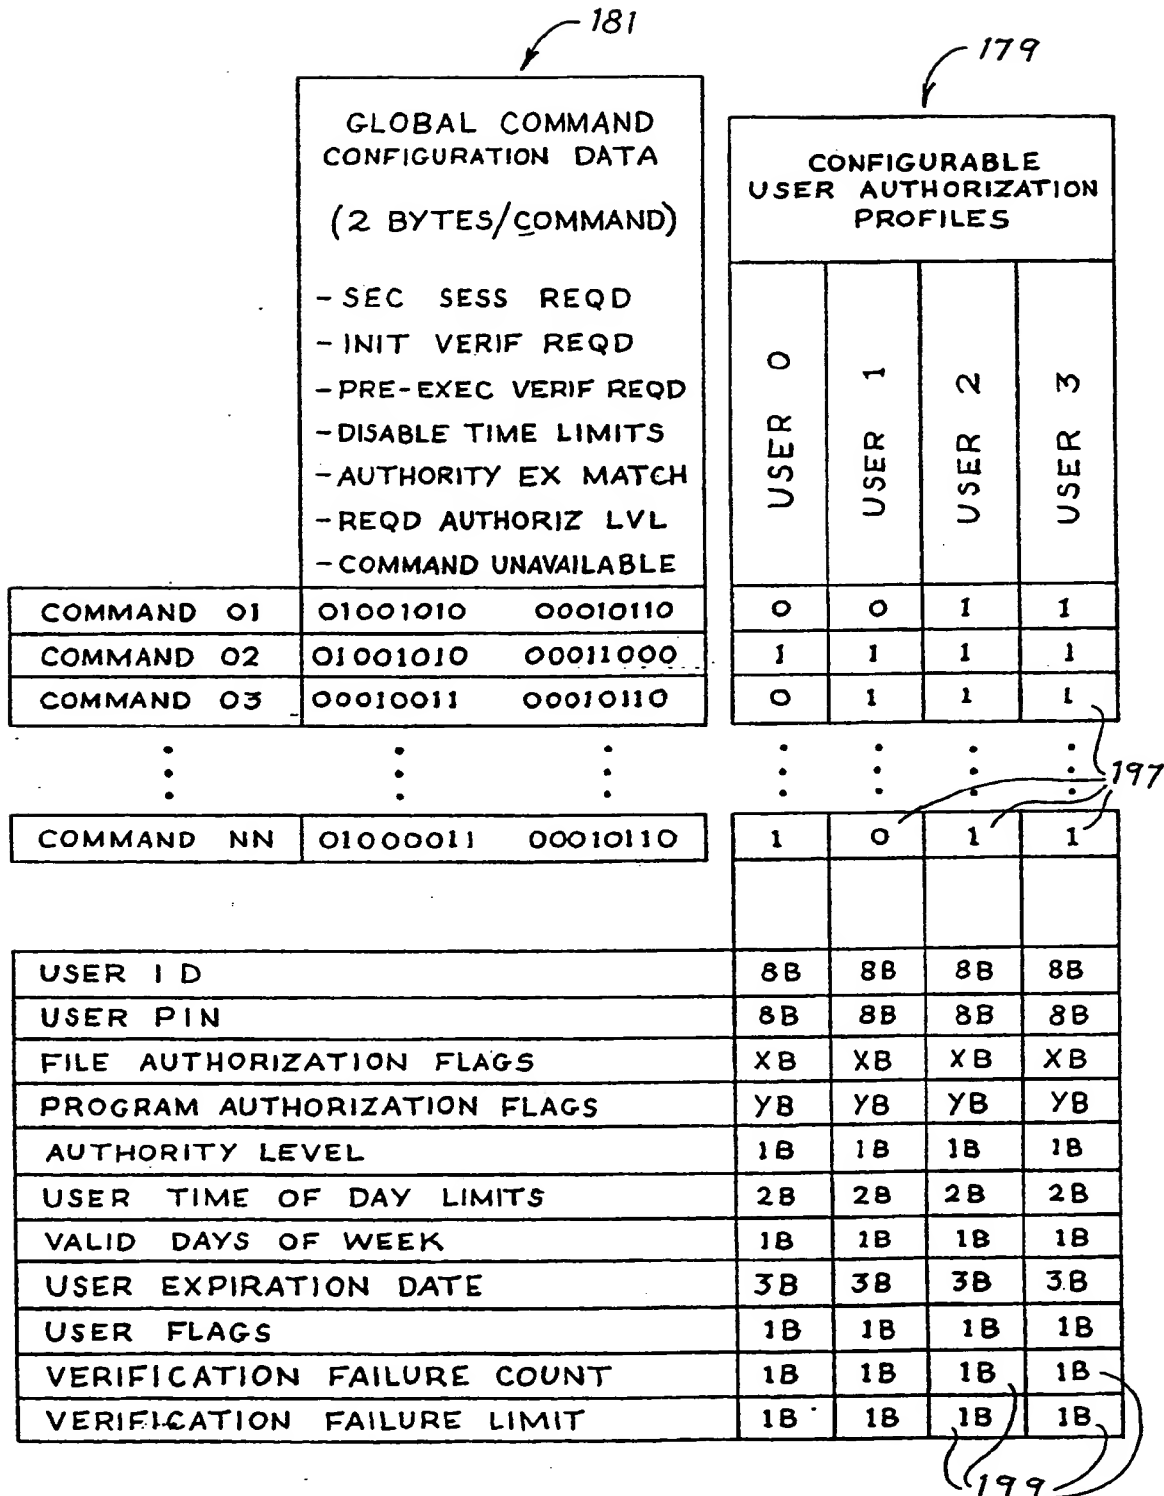 181
179
GLOBAL COMMAND
CONFIGURATION DATA
(2 BYTES/COMMAND)
- SEC SESS REQD
- INIT VERIF REQD
- PRE-EXEC VERIF REQD
- DISABLE TIME LIMITS
- AUTHORITY EX MATCH
- REQD AUTHORIZ LVL
- COMMAND UNAVAILABLE
CONFIGURABLE
USER AUTHORIZATION
PROFILES
USER 0
USER 1
USER 2
USER 3
COMMAND 01 01001010 00010110 0 0 1 1
COMMAND 02 01001010 00011000 1 1 1 1
COMMAND 03 00010011 00010110 0 1 1 1
197
COMMAND NN 01000011 00010110 1 0 1 1
USER ID 8B 8B 8B 8B
USER PIN 8B 8B 8B 8B
FILE AUTHORIZATION FLAGS XB XB XB XB
PROGRAM AUTHORIZATION FLAGS YB YB YB YB
AUTHORITY LEVEL 1B 1B 1B 1B
USER TIME OF DAY LIMITS 2B 2B 2B 2B
VALID DAYS OF WEEK 1B 1B 1B 1B
USER EXPIRATION DATE 3B 3B 3B 3B
USER FLAGS 1B 1B 1B 1B
VERIFICATION FAILURE COUNT 1B 1B 1B 1B
VERIFICATION FAILURE LIMIT 1B 1B 1B 1B
199